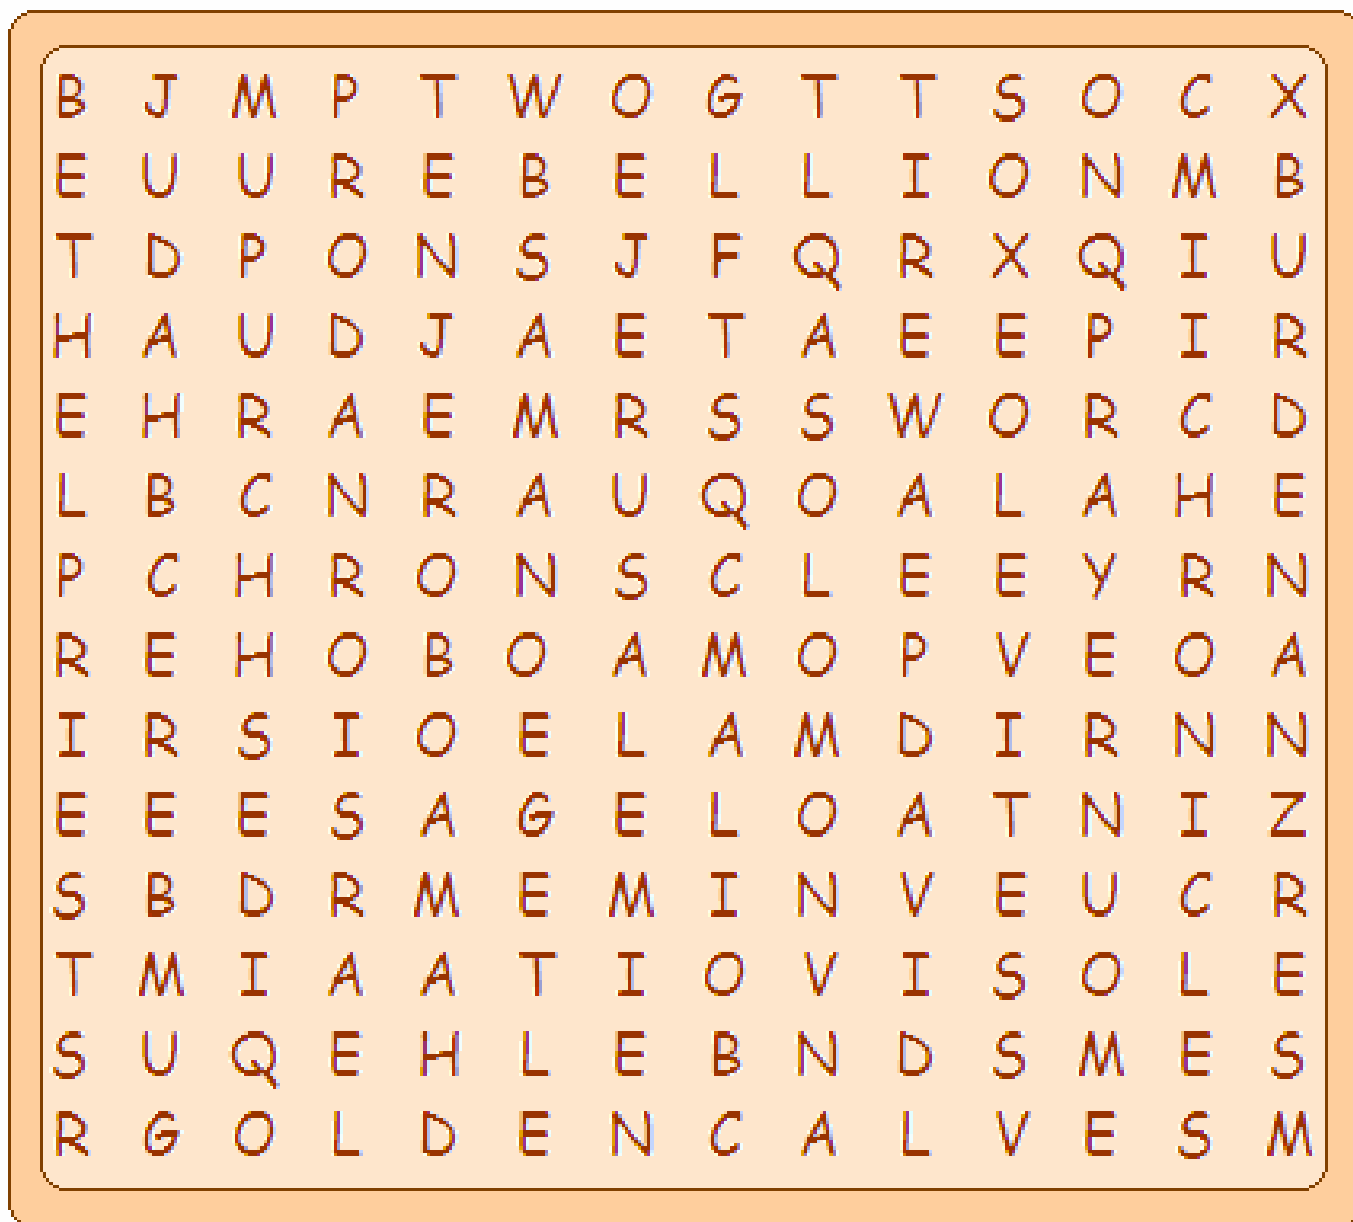 B J M P T W O G T T S O C X
E U U R E B E L L I O N M B
T D P O N S J F Q R X Q I U
H A U D J A E T A E E P I R
E H R A E M R S S W O R C D
L B C N R A U Q O A L A H E
P C H R O N S C L E E Y R N
R E H O B O A M O P V E O A
I R S I O E L A M D I R N N
E E E S A G E L O A T N I Z
S B D R M E M I N V E U C R
T M I A A T I O V I S O L E
S U Q E H L E B N D S M E S
R G O L D E N C A L V E S M